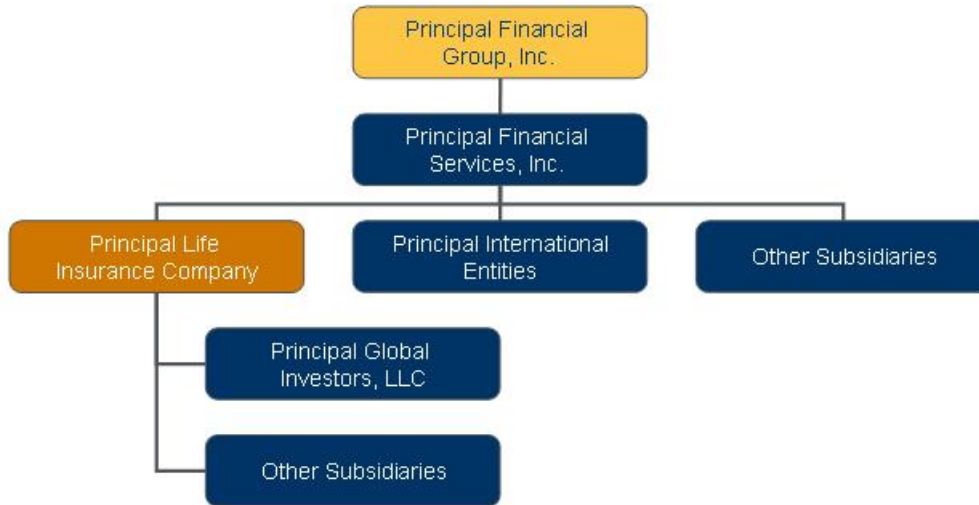 Principal Financial
Group, Inc.
Principal Financial
Services, Inc.
Principal Life
Insurance Company
Principal International
Entities
Other Subsidiaries
Principal Global
Investors, LLC
Other Subsidiaries